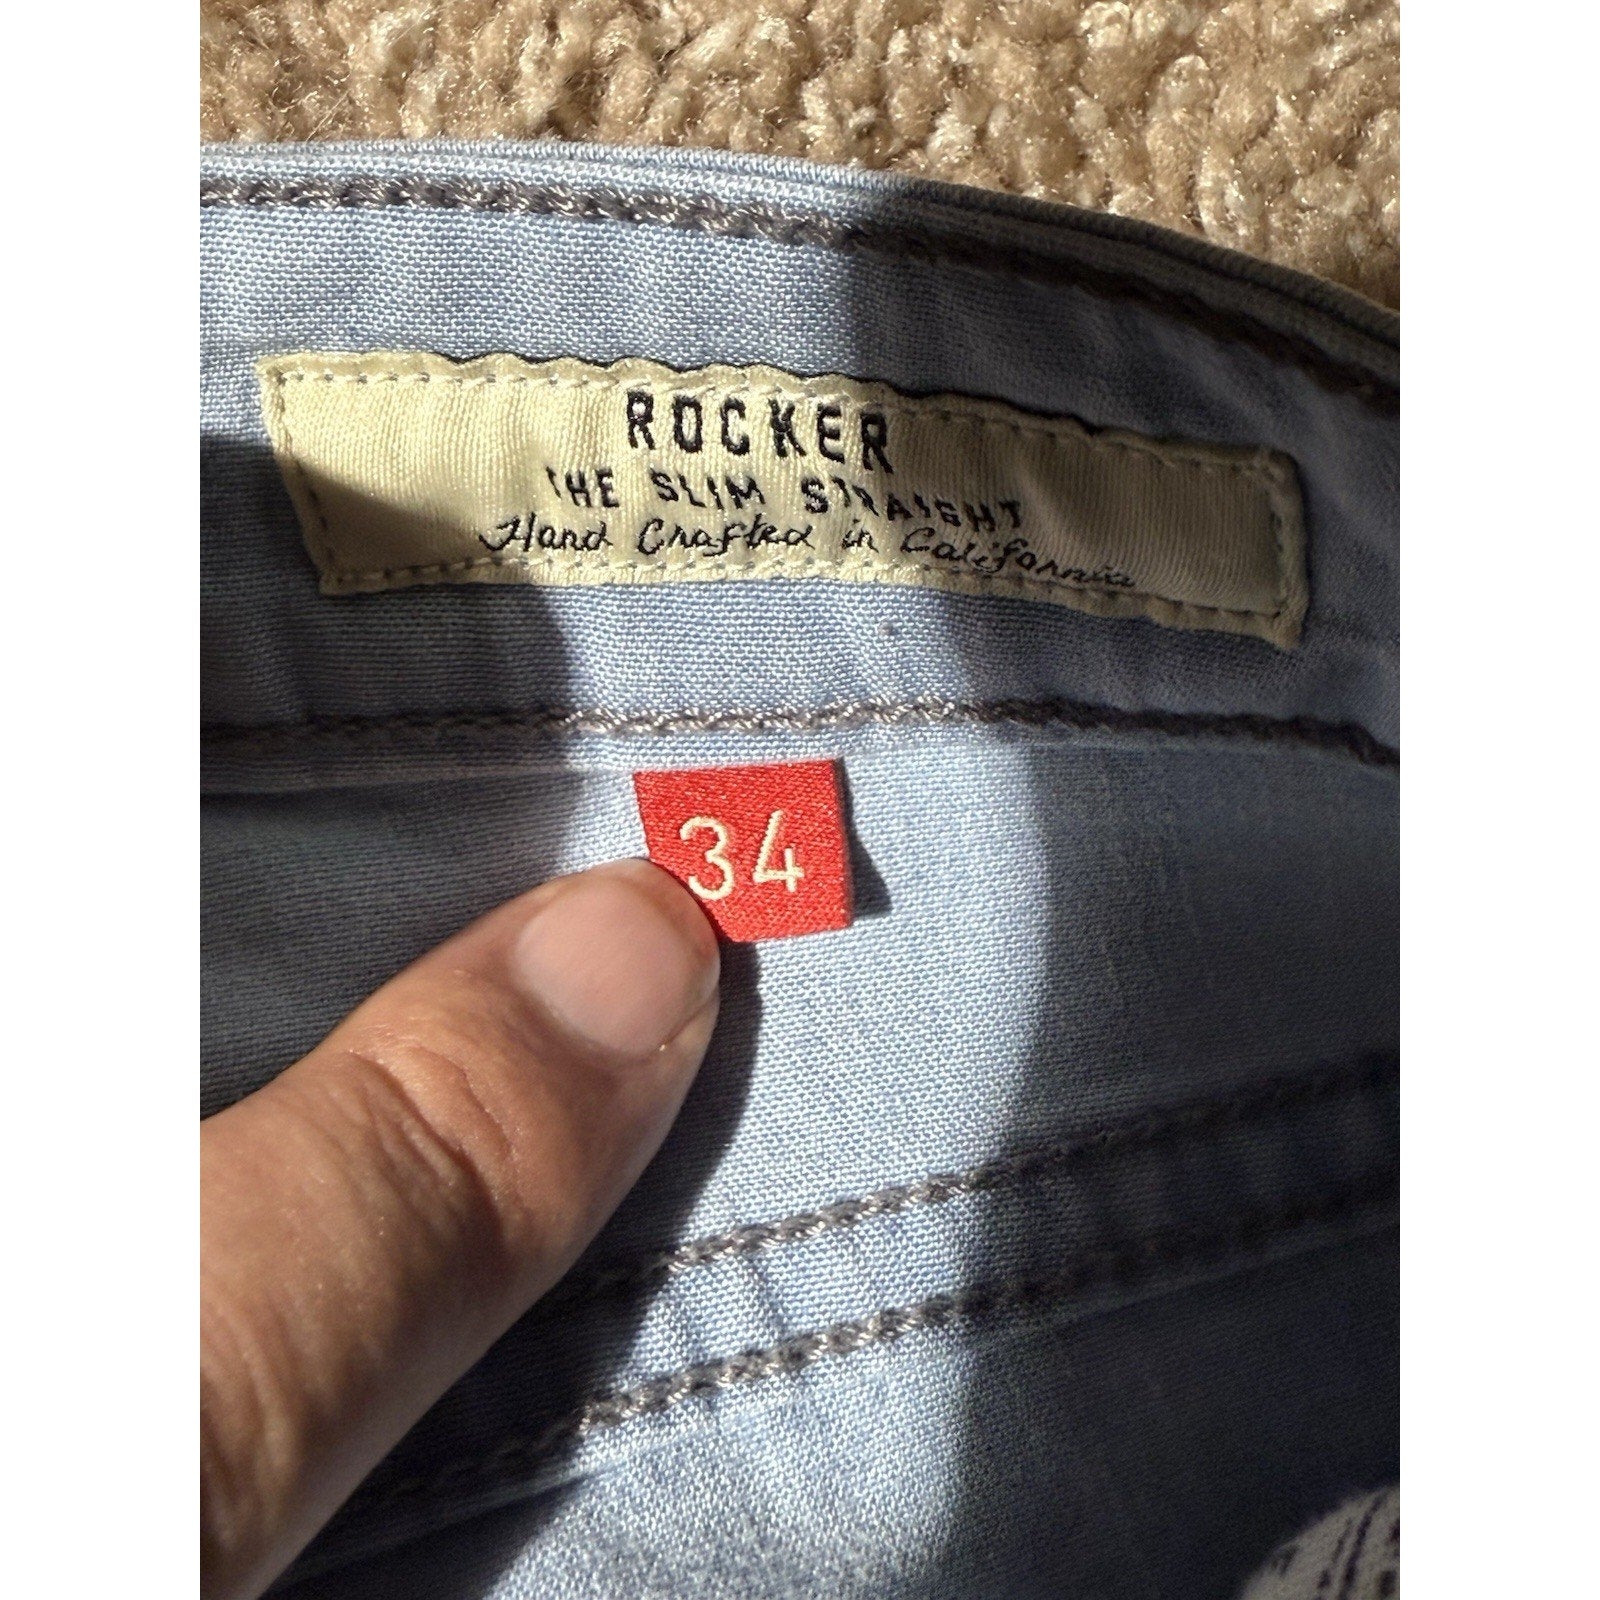 ROCKER
THE SLIM STRAIGHT
Hand Crafted in California
34